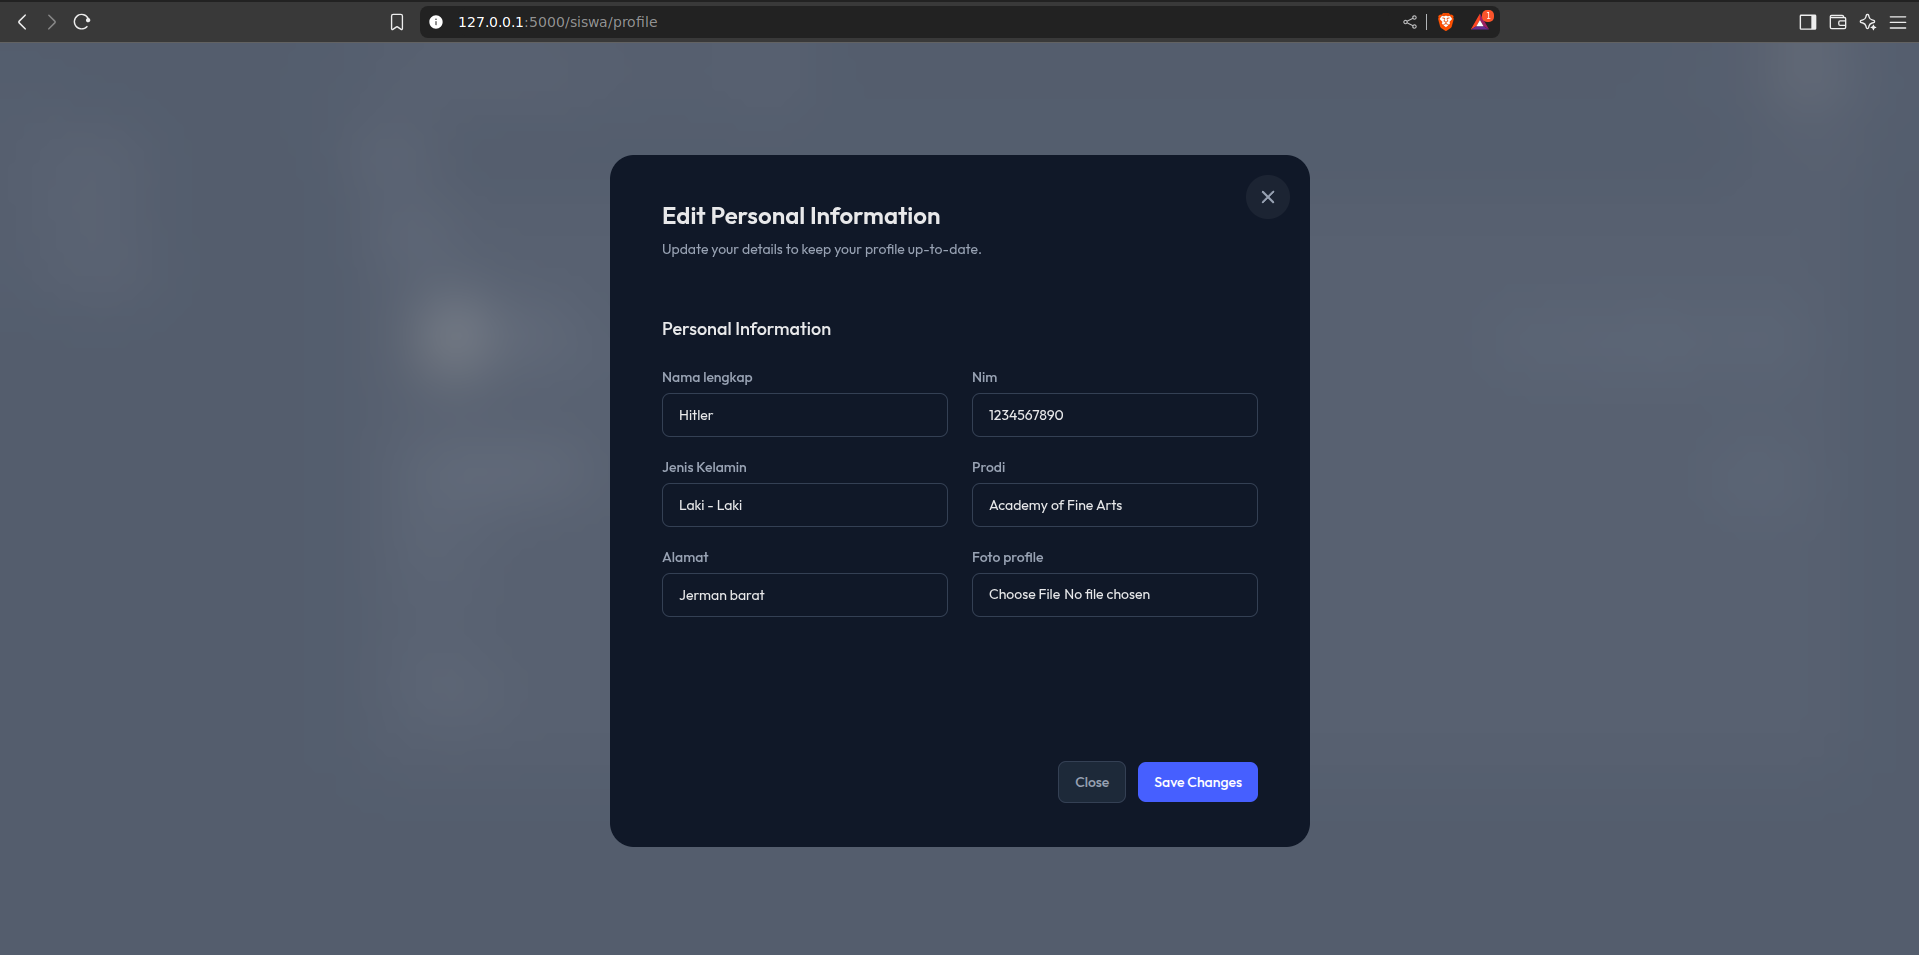 127.0.0.1:5000/siswa/profile
1
Edit Personal Information
Update your details to keep your profile up-to-date.
Personal Information
Nama lengkap
Nim
Hitler
1234567890
Jenis Kelamin
Prodi
Laki - Laki
Academy of Fine Arts
Alamat
Foto profile
Jerman barat
Choose File No file chosen
Close
Save Changes